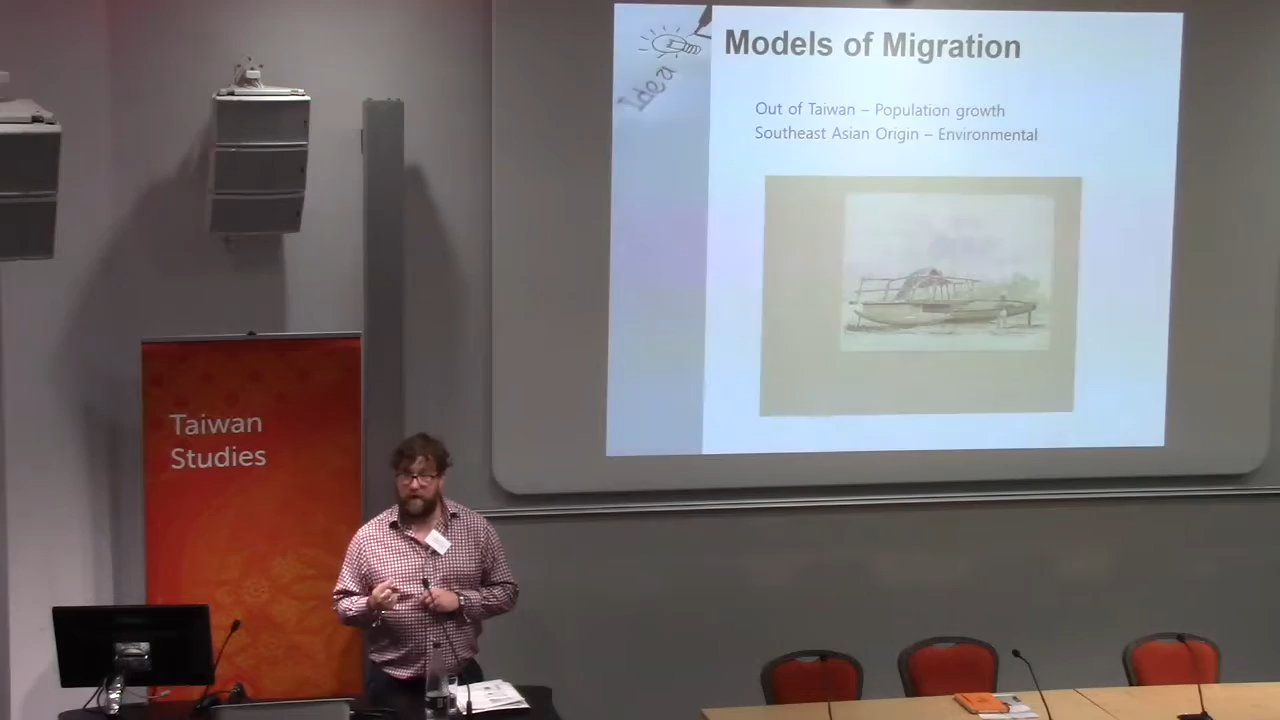 Idea
Models of Migration
Out of Taiwan – Population growth
Southeast Asian Origin – Environmental
Taiwan
Studies